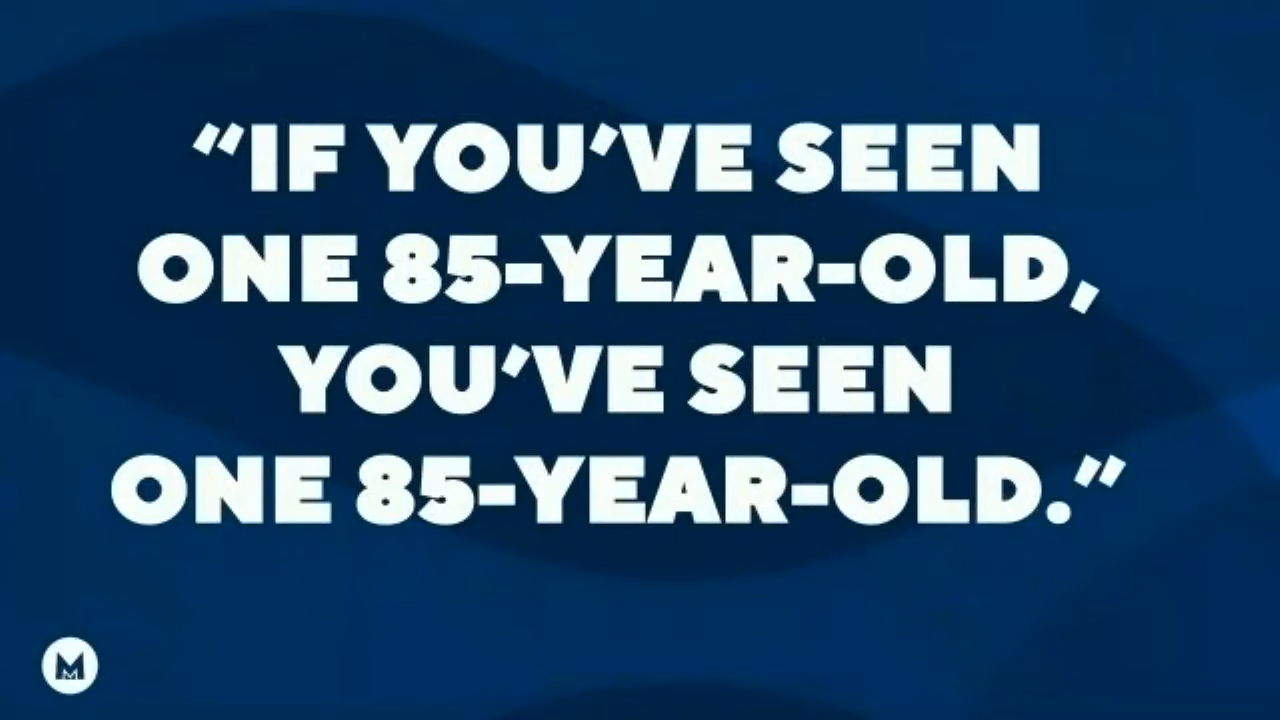 “IF YOU’VE SEEN
ONE 85-YEAR-OLD,
YOU’VE SEEN
ONE 85-YEAR-OLD.”
M